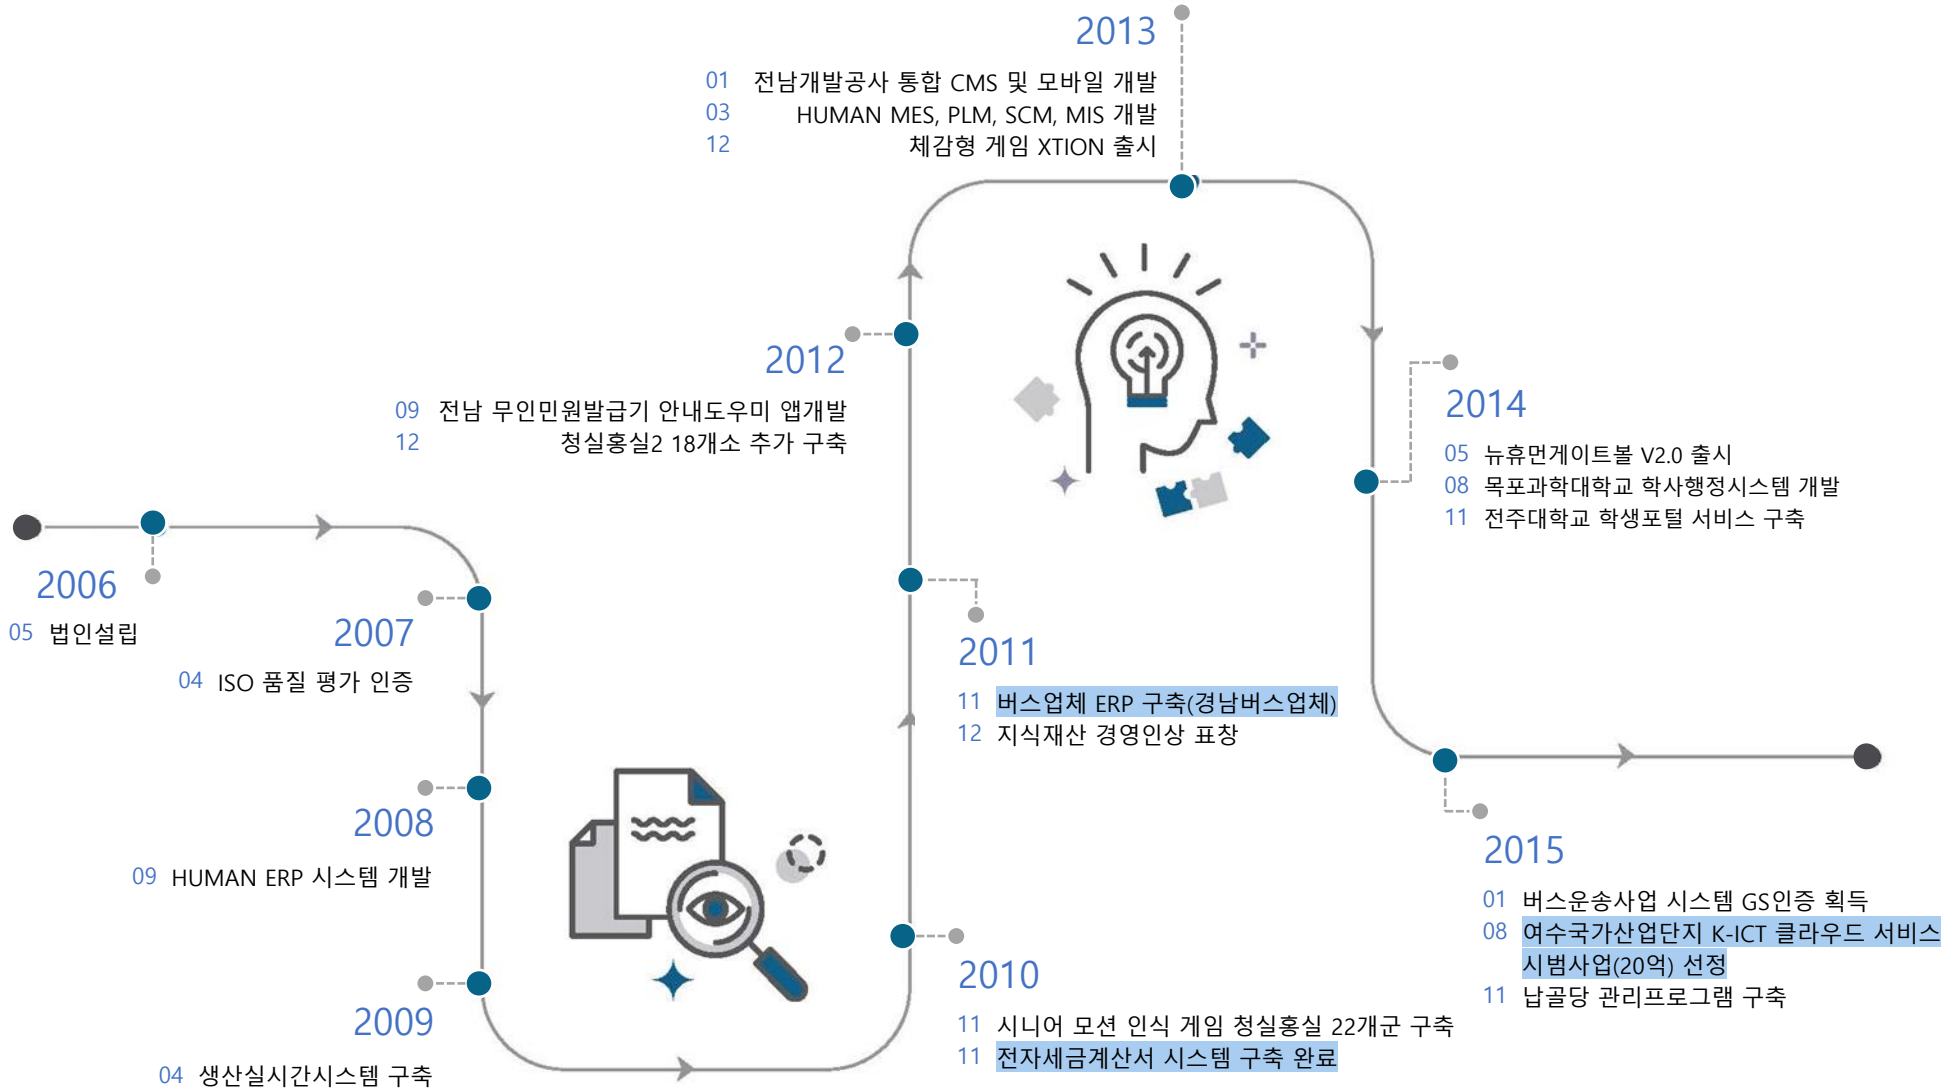 2006
05 법인설립
2007
04 ISO 품질 평가 인증
2008
09 HUMAN ERP 시스템 개발
2009
04 생산실시간시스템 구축
2010
11 시니어 모션 인식 게임 청실홍실 22개군 구축
11 전자세금계산서 시스템 구축 완료
2011
11 버스업체 ERP 구축(경남버스업체)
12 지식재산 경영인상 표창
2012
09 전남 무인민원발급기 안내도우미 앱개발
12 청실홍실2 18개소 추가 구축
2013
01 전남개발공사 통합 CMS 및 모바일 개발
03 HUMAN MES, PLM, SCM, MIS 개발
12 체감형 게임 XTION 출시
2014
05 뉴휴먼게이트볼 V2.0 출시
08 목포과학대학교 학사행정시스템 개발
11 전주대학교 학생포털 서비스 구축
2015
01 버스운송사업 시스템 GS인증 획득
08 여수국가산업단지 K-ICT 클라우드 서비스
시범사업(20억) 선정
11 납골당 관리프로그램 구축